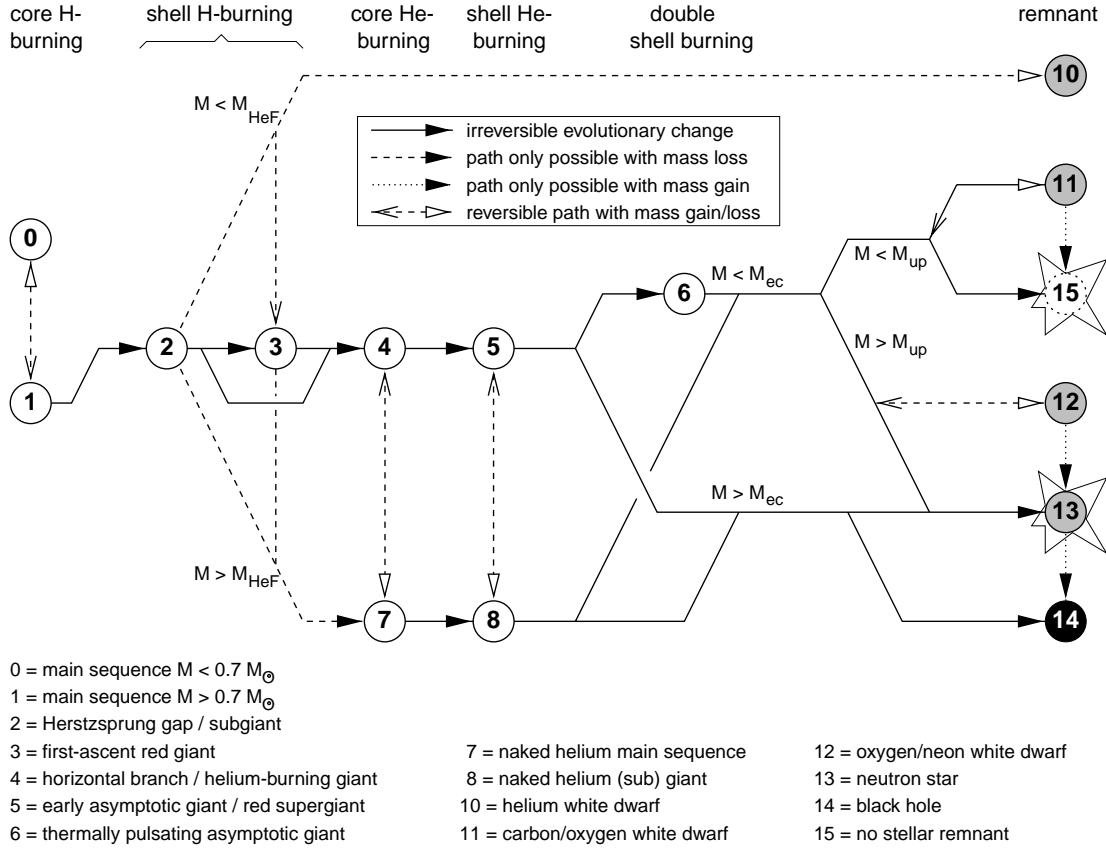 core H-burning
shell H-burning
core He-burning
shell He-burning
double shell burning
remnant
10
M < M_HeF
irreversible evolutionary change
path only possible with mass loss
path only possible with mass gain
reversible path with mass gain/loss
11
0
M < M_up
M < M_ec
6
15
2
3
4
5
M > M_up
1
12
M > M_ec
13
M > M_HeF
7
8
14
0 = main sequence M < 0.7 M⊙
1 = main sequence M > 0.7 M⊙
2 = Herstzsprung gap / subgiant
3 = first-ascent red giant
4 = horizontal branch / helium-burning giant
5 = early asymptotic giant / red supergiant
6 = thermally pulsating asymptotic giant
7 = naked helium main sequence
8 = naked helium (sub) giant
10 = helium white dwarf
11 = carbon/oxygen white dwarf
12 = oxygen/neon white dwarf
13 = neutron star
14 = black hole
15 = no stellar remnant